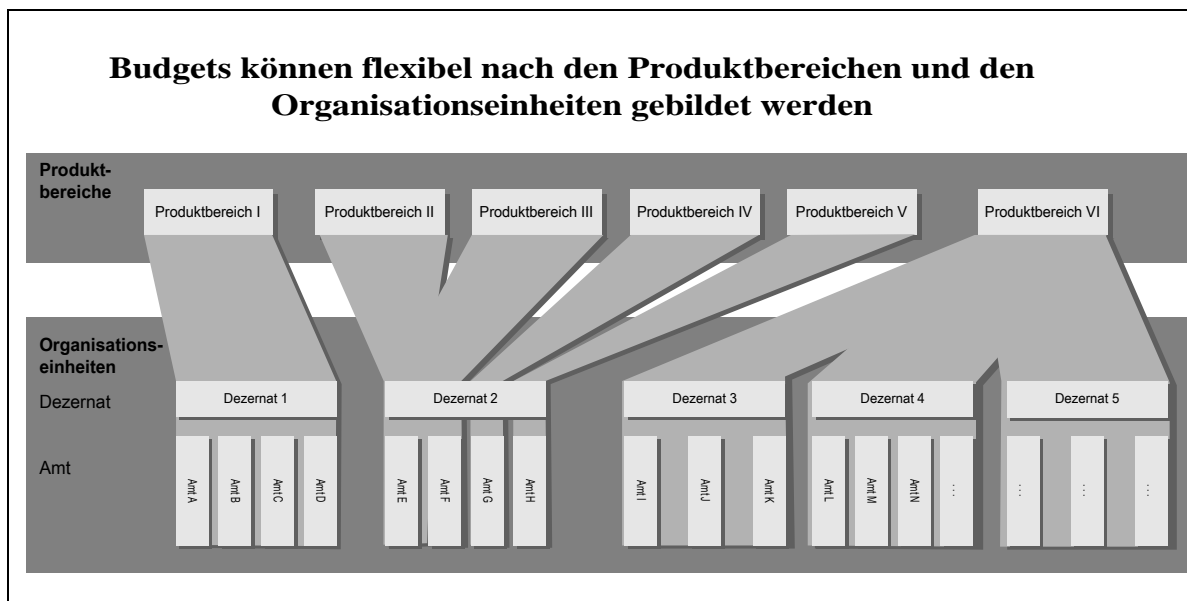 Budgets können flexibel nach den Produktbereichen und den
Organisationseinheiten gebildet werden
Produkt-
bereiche
Produktbereich I
Produktbereich II
Produktbereich III
Produktbereich IV
Produktbereich V
Produktbereich VI
Organisations-
einheiten
Dezernat
Dezernat 1
Dezernat 2
Dezernat 3
Dezernat 4
Dezernat 5
Amt
Amt A
Amt B
Amt C
Amt D
Amt E
Amt F
Amt G
Amt H
Amt I
Amt J
Amt K
Amt L
Amt M
Amt N
. . .
. . .
. . .
. . .